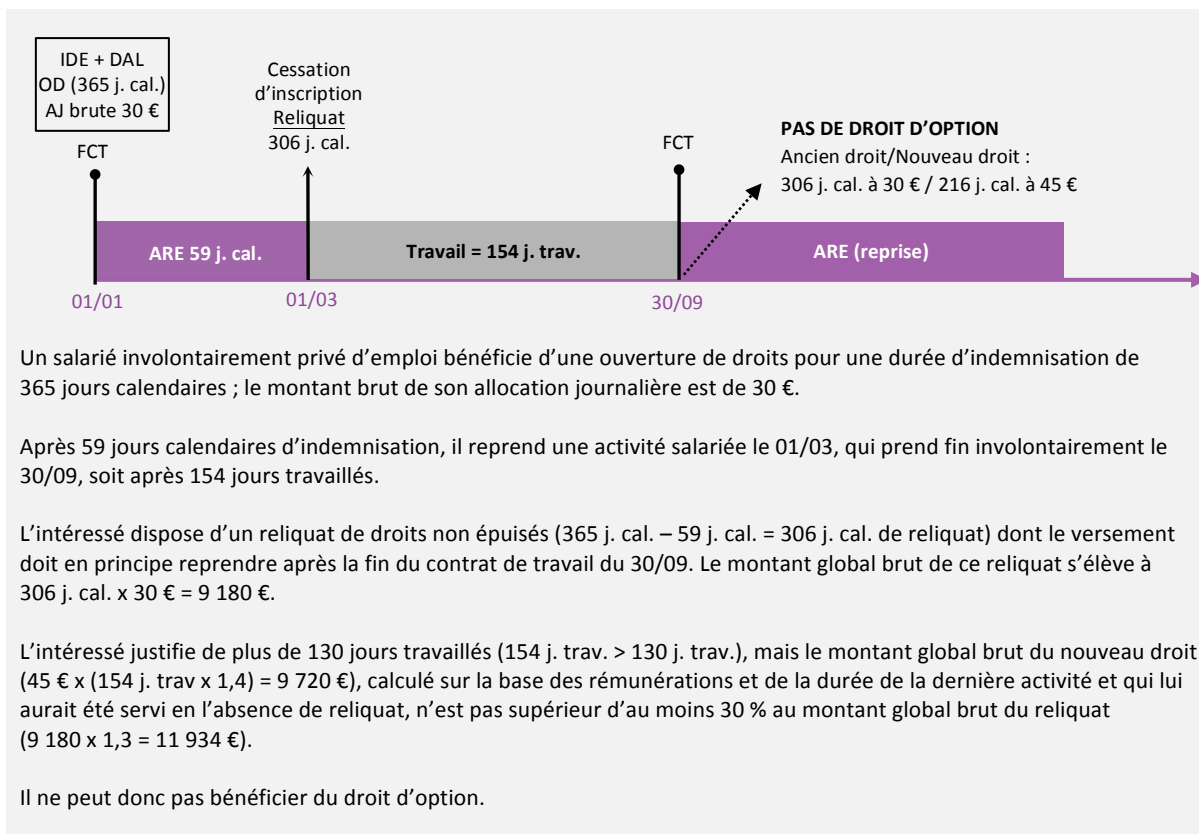 IDE + DAL
OD (365 j. cal.)
AJ brute 30 €
FCT
Cessation
d’inscription
Reliquat
306 j. cal.
FCT
PAS DE DROIT D’OPTION
Ancien droit/Nouveau droit :
306 j. cal. à 30 € / 216 j. cal. à 45 €
ARE 59 j. cal.
Travail = 154 j. trav.
ARE (reprise)
01/01
01/03
30/09
Un salarié involontairement privé d’emploi bénéficie d’une ouverture de droits pour une durée d’indemnisation de
365 jours calendaires ; le montant brut de son allocation journalière est de 30 €.
Après 59 jours calendaires d’indemnisation, il reprend une activité salariée le 01/03, qui prend fin involontairement le
30/09, soit après 154 jours travaillés.
L’intéressé dispose d’un reliquat de droits non épuisés (365 j. cal. – 59 j. cal. = 306 j. cal. de reliquat) dont le versement
doit en principe reprendre après la fin du contrat de travail du 30/09. Le montant global brut de ce reliquat s’élève à
306 j. cal. x 30 € = 9 180 €.
L’intéressé justifie de plus de 130 jours travaillés (154 j. trav. > 130 j. trav.), mais le montant global brut du nouveau droit
(45 € x (154 j. trav x 1,4) = 9 720 €), calculé sur la base des rémunérations et de la durée de la dernière activité et qui lui
aurait été servi en l’absence de reliquat, n’est pas supérieur d’au moins 30 % au montant global brut du reliquat
(9 180 x 1,3 = 11 934 €).
Il ne peut donc pas bénéficier du droit d’option.